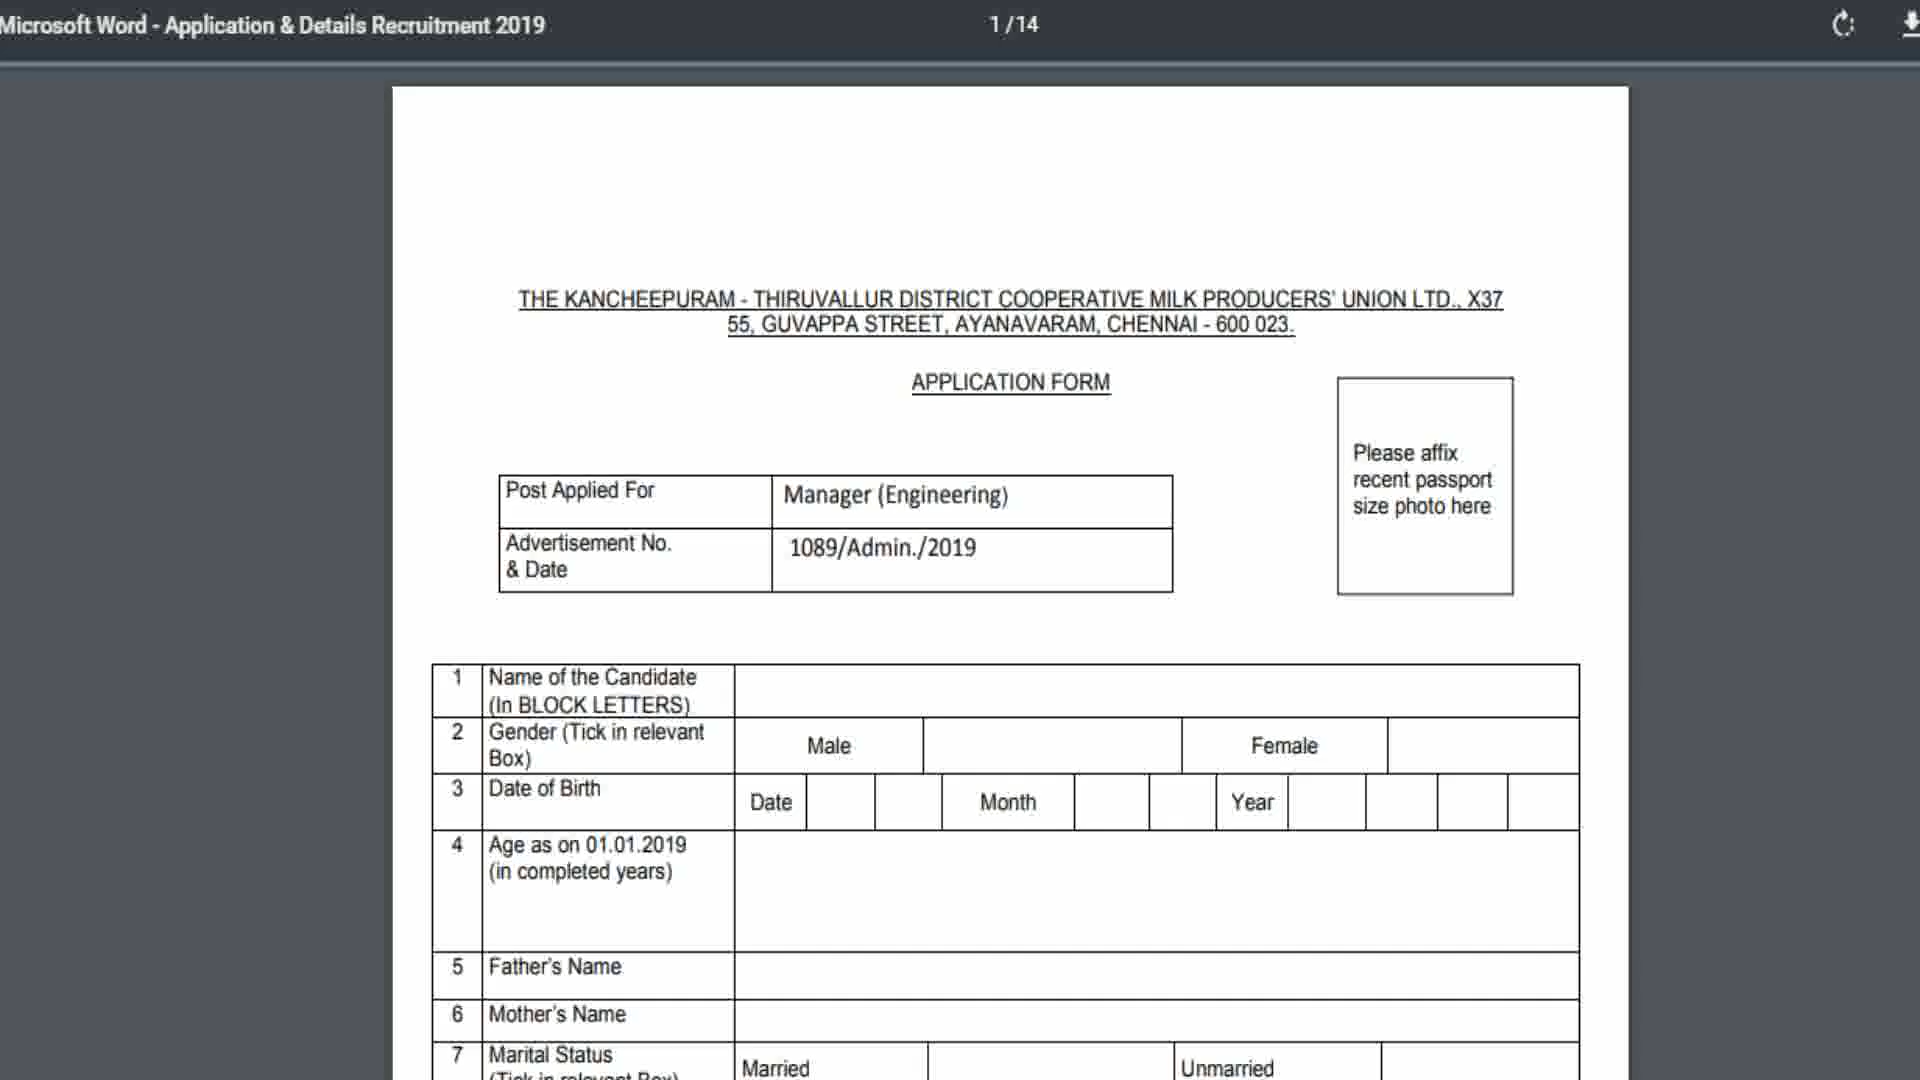 Microsoft Word - Application & Details Recruitment 2019
1 / 14
THE KANCHEEPURAM - THIRUVALLUR DISTRICT COOPERATIVE MILK PRODUCERS' UNION LTD., X37
55, GUVAPPA STREET, AYANAVARAM, CHENNAI - 600 023.
APPLICATION FORM
Please affix
recent passport
size photo here
Post Applied For Manager (Engineering)
Advertisement No. 1089/Admin./2019
& Date
1 Name of the Candidate
(In BLOCK LETTERS)
2 Gender (Tick in relevant Male Female
Box)
3 Date of Birth Date Month Year
4 Age as on 01.01.2019
(in completed years)
5 Father's Name
6 Mother's Name
7 Marital Status Married Unmarried
(Tick in relevant Box)